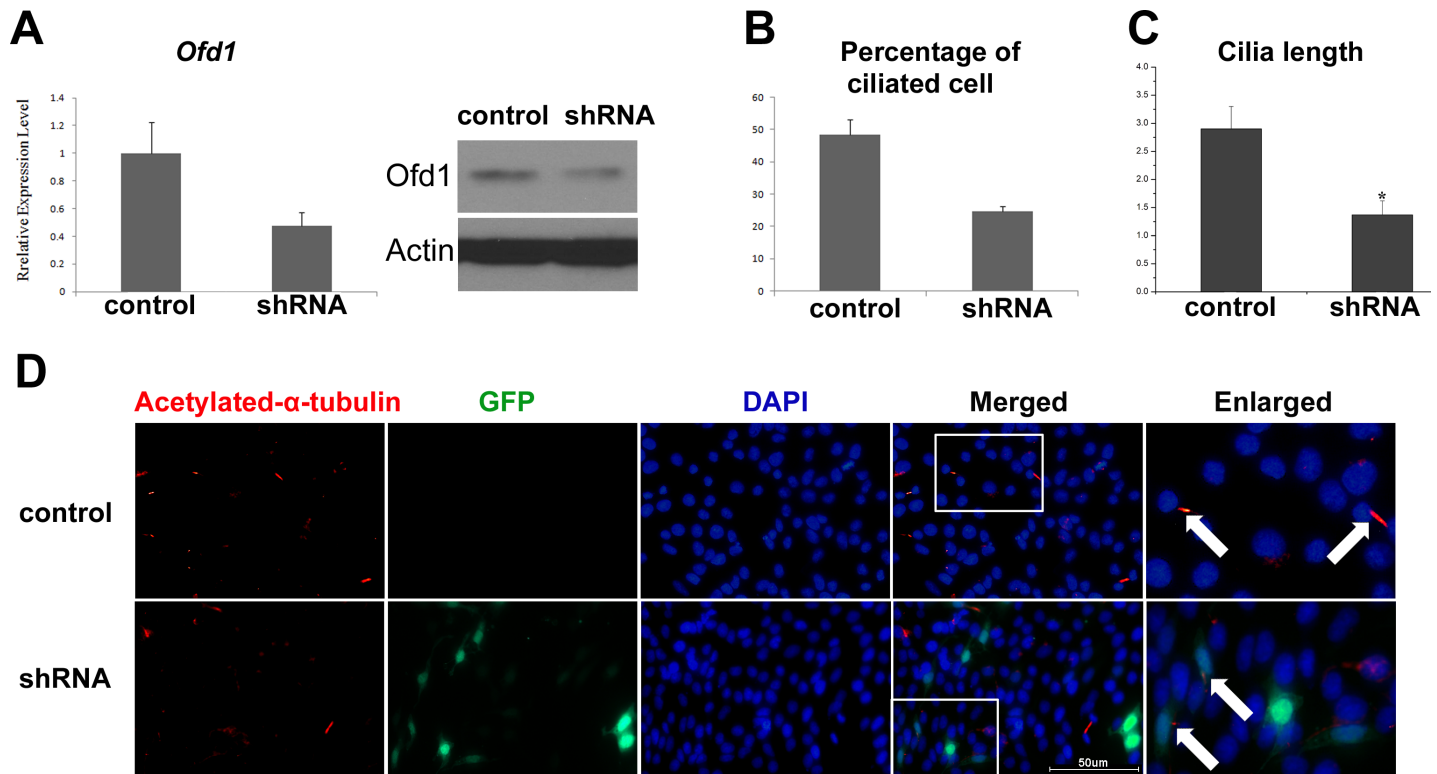 A
Ofd1
Rrelative Expression Level
1.4
1.2
1
0.8
0.6
0.4
0.2
0
control
shRNA
control shRNA
Ofd1
Actin
B
Percentage of
ciliated cell
60
50
40
30
20
10
0
control
shRNA
C
Cilia length
4.0
3.5
3.0
2.5
2.0
1.5
1.0
0.5
0.0
*
control
shRNA
D
Acetylated-α-tubulin GFP DAPI Merged Enlarged
control
shRNA
50um